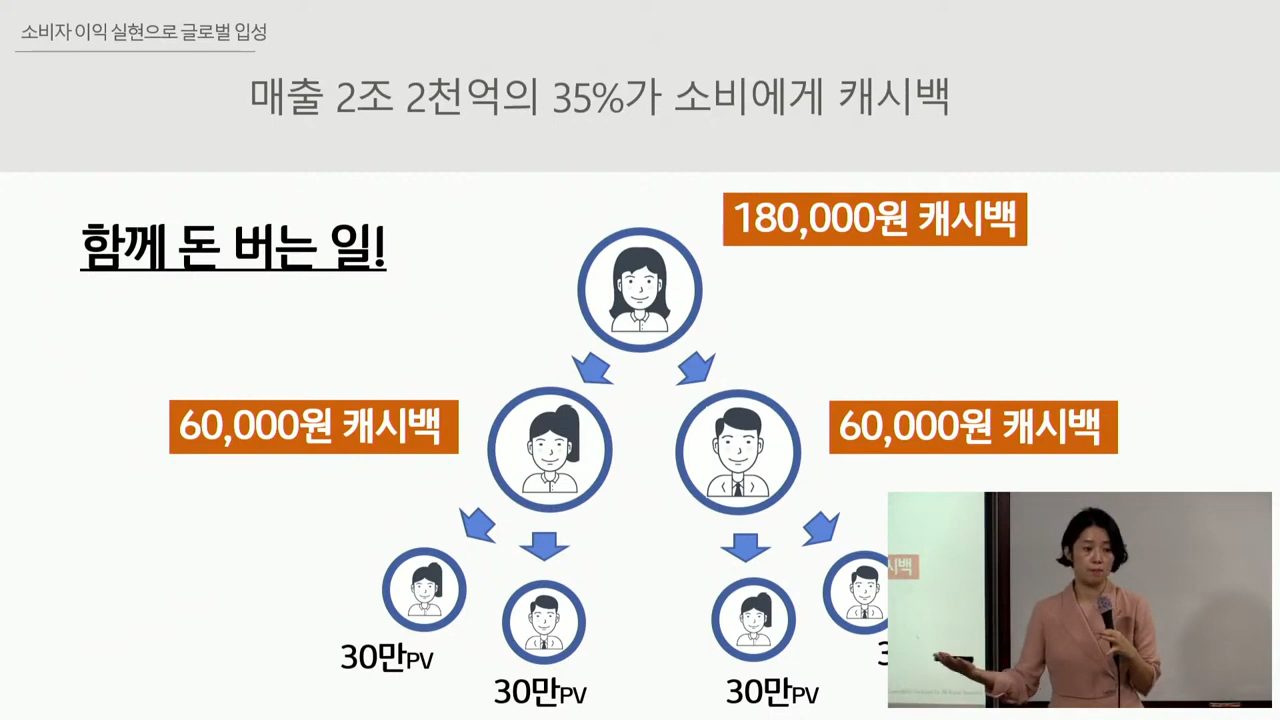 소비자 이익 실현으로 글로벌 입성
매출 2조 2천억의 35%가 소비에게 캐시백
함께 돈 버는 일!
180,000원 캐시백
60,000원 캐시백
60,000원 캐시백
30만PV
30만PV
30만PV
3
시백